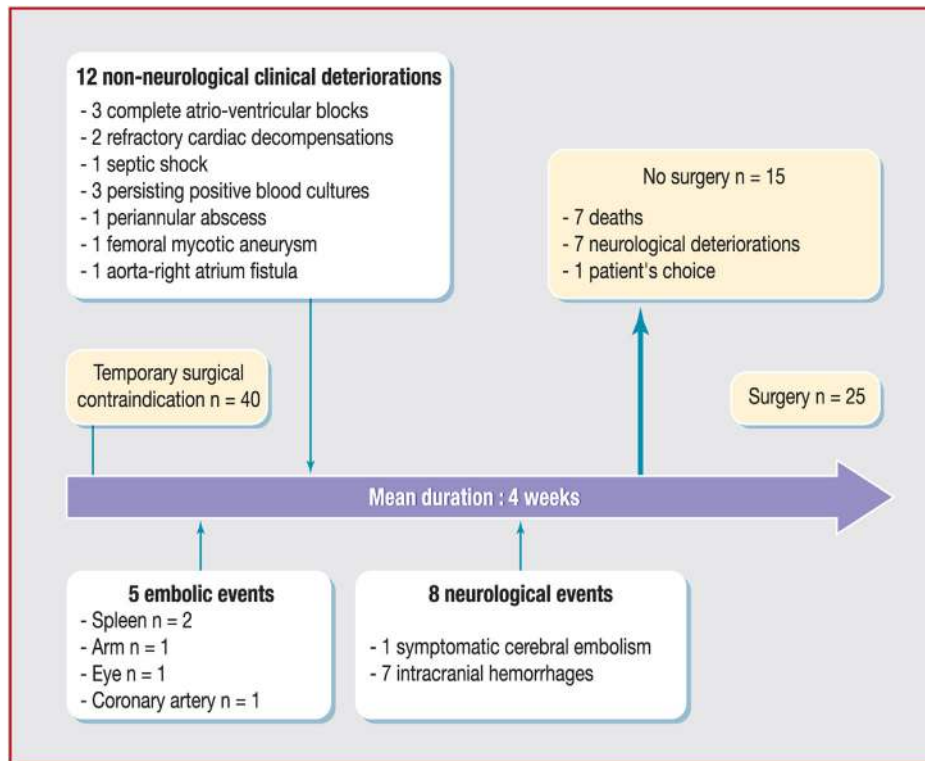 12 non-neurological clinical deteriorations
- 3 complete atrio-ventricular blocks
- 2 refractory cardiac decompensations
- 1 septic shock
- 3 persisting positive blood cultures
- 1 periannular abscess
- 1 femoral mycotic aneurysm
- 1 aorta-right atrium fistula
No surgery n = 15
- 7 deaths
- 7 neurological deteriorations
- 1 patient's choice
Temporary surgical
contraindication n = 40
Surgery n = 25
Mean duration : 4 weeks
5 embolic events
- Spleen n = 2
- Arm n = 1
- Eye n = 1
- Coronary artery n = 1
8 neurological events
- 1 symptomatic cerebral embolism
- 7 intracranial hemorrhages